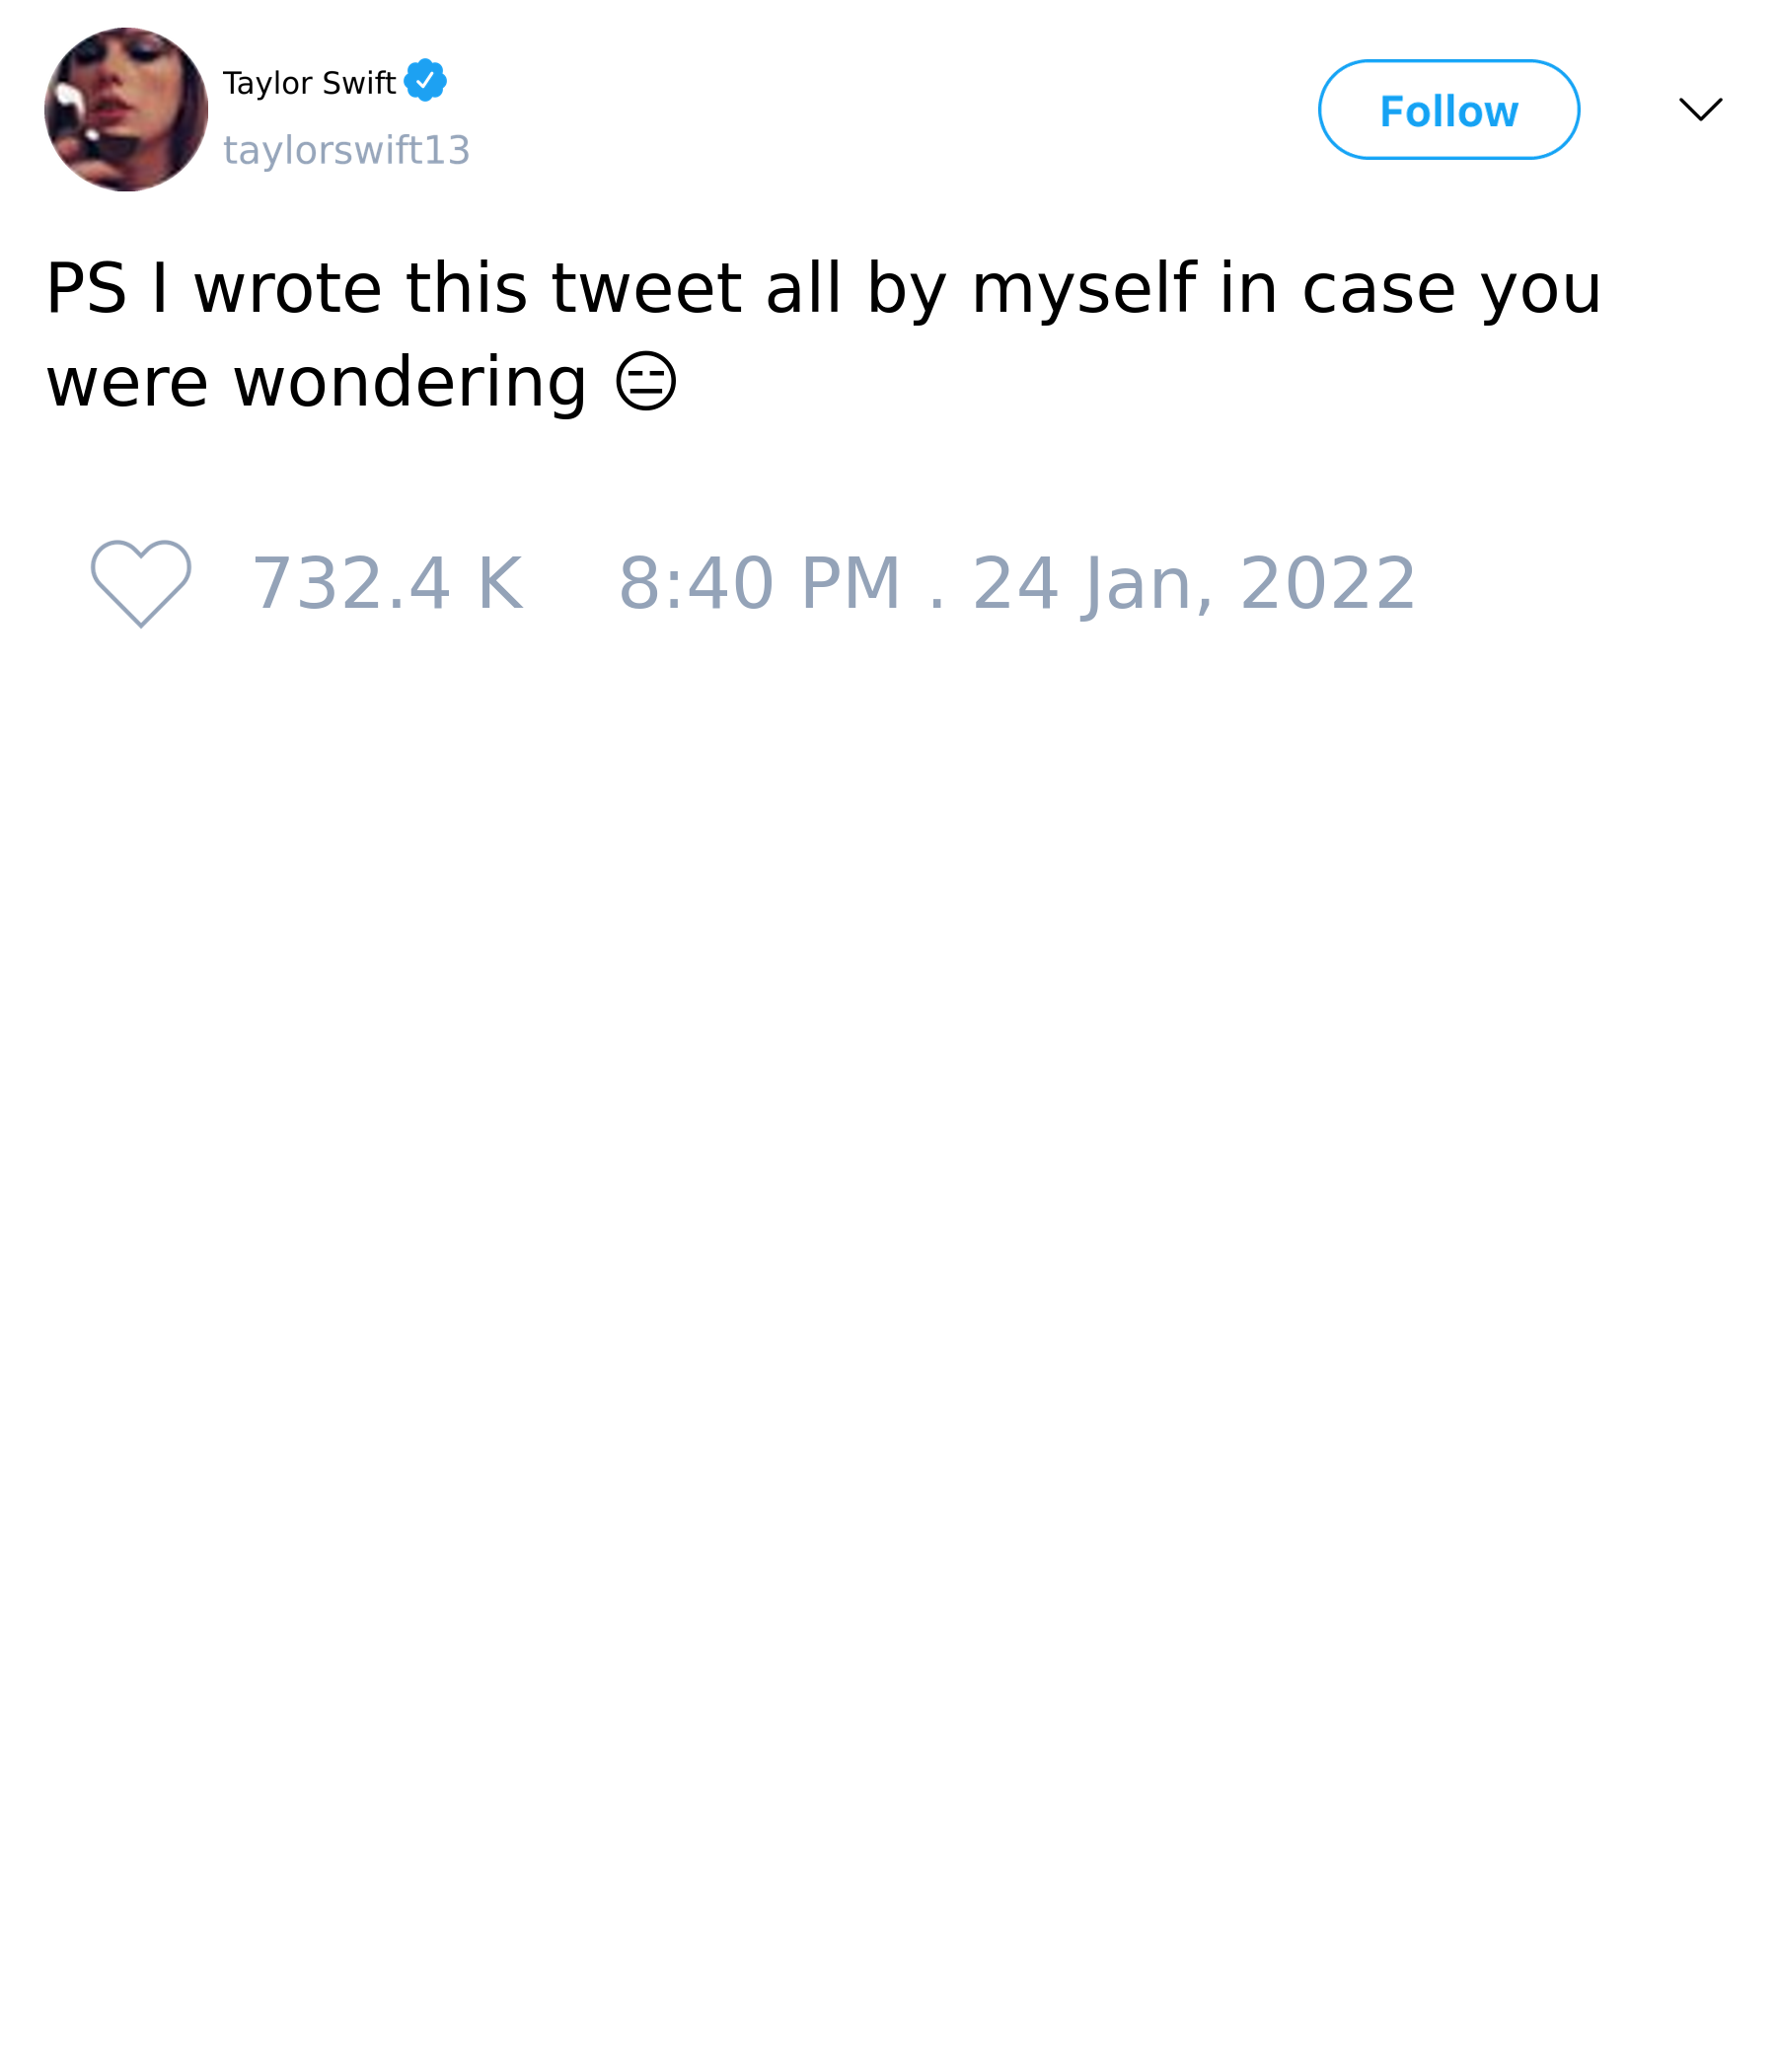 Taylor Swift
taylorswift13
Follow
PS I wrote this tweet all by myself in case you
were wondering 😑
732.4 K 8:40 PM . 24 Jan, 2022